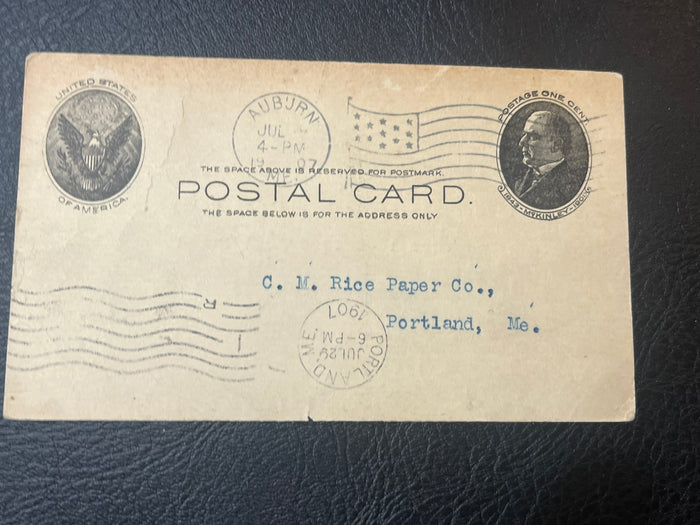 UNITED STATES
OF AMERICA.
AUBURN
JUL
4-PM
1907
ME.
POSTAGE ONE CENT
1843-McKINLEY-1901
THE SPACE ABOVE IS RESERVED FOR POSTMARK.
POSTAL CARD.
THE SPACE BELOW IS FOR THE ADDRESS ONLY
C. M. Rice Paper Co.,
Portland, Me.
PORTLAND, ME.
JUL 29
6-PM
1907
R
1